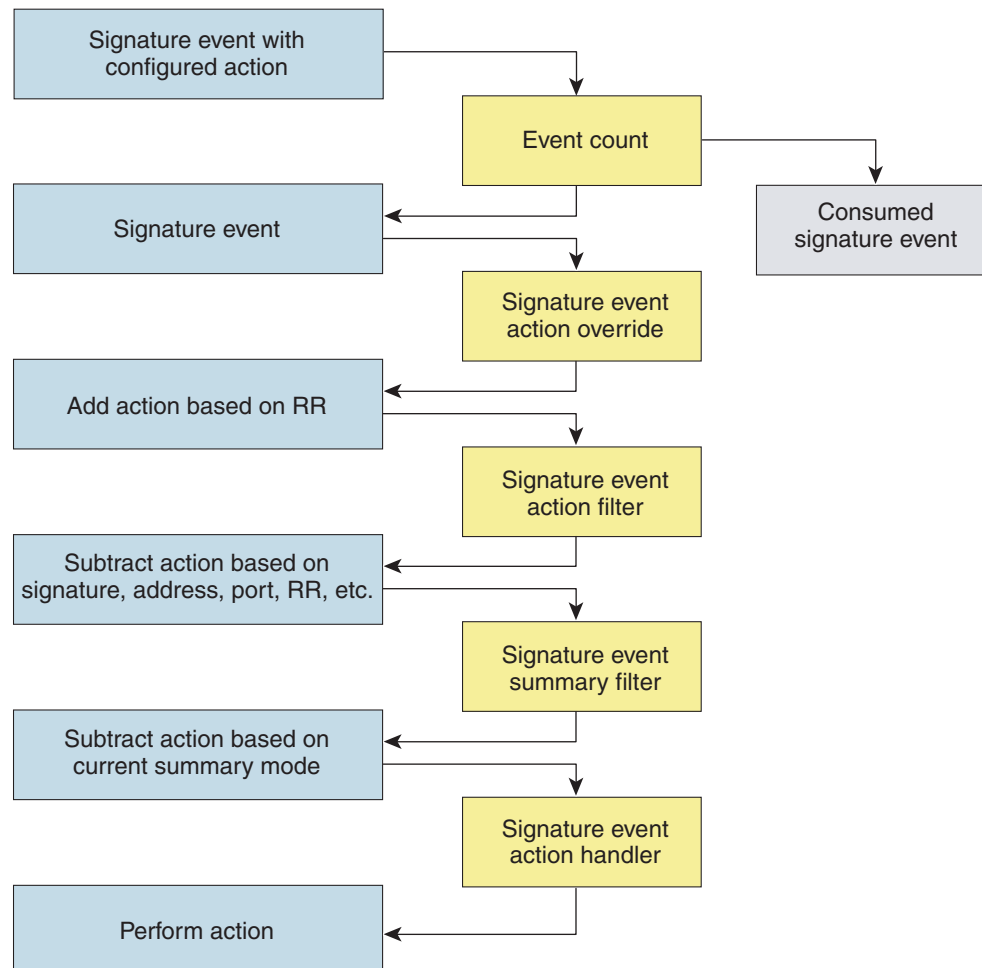 Signature event with
configured action
Event count
Consumed
signature event
Signature event
Signature event
action override
Add action based on RR
Signature event
action filter
Subtract action based on
signature, address, port, RR, etc.
Signature event
summary filter
Subtract action based on
current summary mode
Signature event
action handler
Perform action